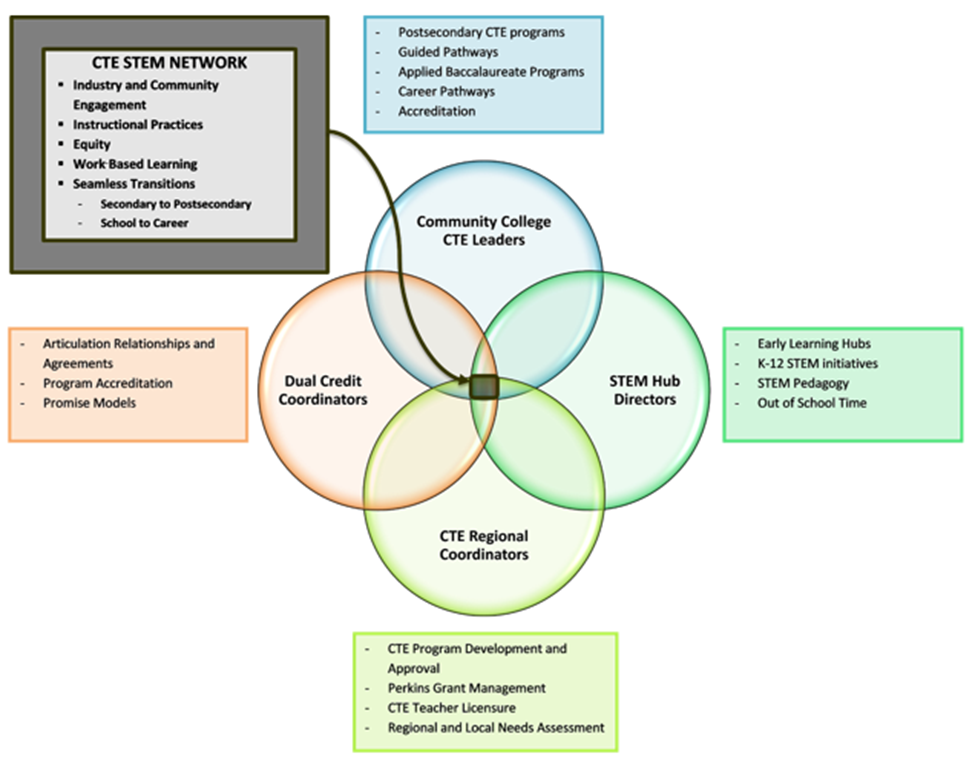 CTE STEM NETWORK
▪ Industry and Community
Engagement
▪ Instructional Practices
▪ Equity
▪ Work-Based Learning
▪ Seamless Transitions
- Secondary to Postsecondary
- School to Career
- Postsecondary CTE programs
- Guided Pathways
- Applied Baccalaureate Programs
- Career Pathways
- Accreditation
Community College
CTE Leaders
- Articulation Relationships and
Agreements
- Program Accreditation
- Promise Models
Dual Credit
Coordinators
STEM Hub
Directors
- Early Learning Hubs
- K-12 STEM initiatives
- STEM Pedagogy
- Out of School Time
CTE Regional
Coordinators
- CTE Program Development and
Approval
- Perkins Grant Management
- CTE Teacher Licensure
- Regional and Local Needs Assessment